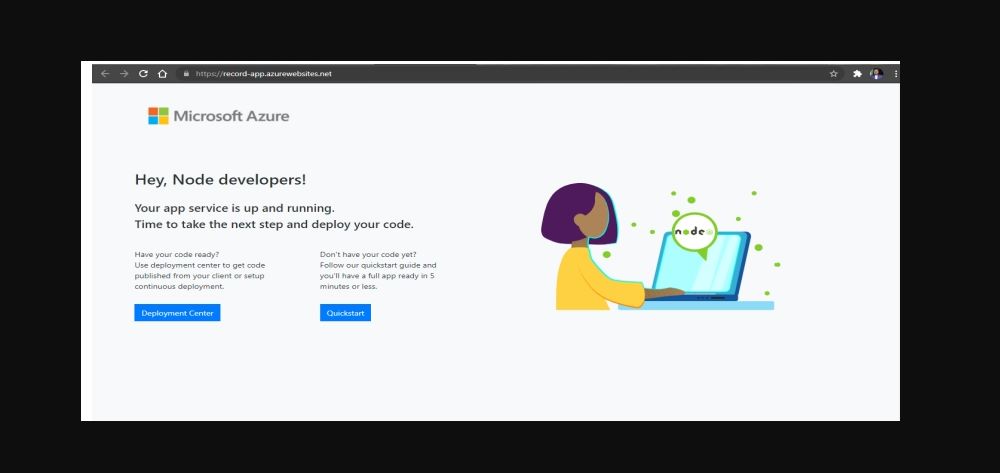 https://record-app.azurewebsites.net
Microsoft Azure
Hey, Node developers!
Your app service is up and running.
Time to take the next step and deploy your code.
Have your code ready?
Use deployment center to get code
published from your client or setup
continuous deployment.
Deployment Center
Don't have your code yet?
Follow our quickstart guide and
you'll have a full app ready in 5
minutes or less.
Quickstart
node